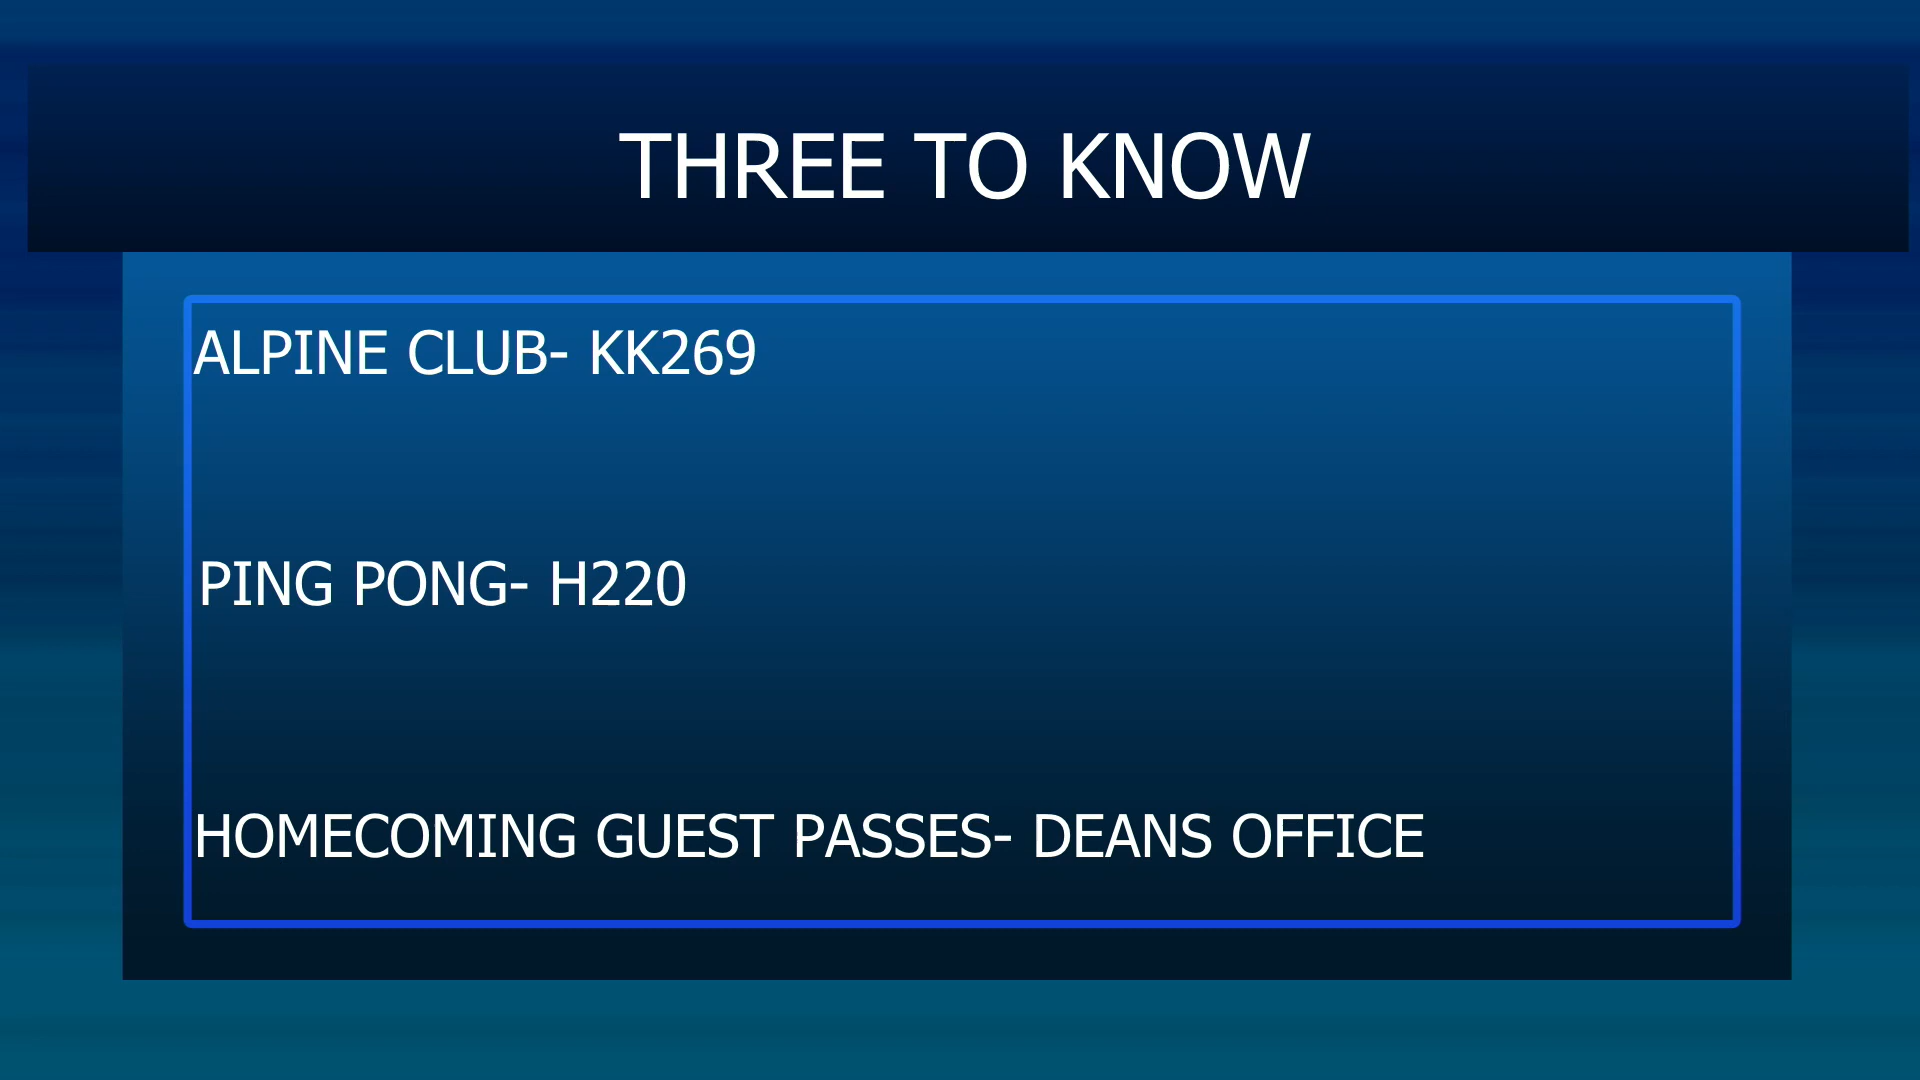 THREE TO KNOW
ALPINE CLUB- KK269
PING PONG- H220
HOMECOMING GUEST PASSES- DEANS OFFICE